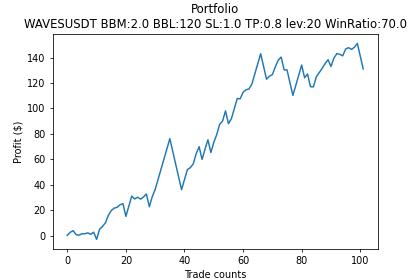 Portfolio
WAVESUSDT BBM:2.0 BBL:120 SL:1.0 TP:0.8 lev:20 WinRatio:70.0
140
120
100
80
60
40
20
0
Profit ($)
0 20 40 60 80 100
Trade counts